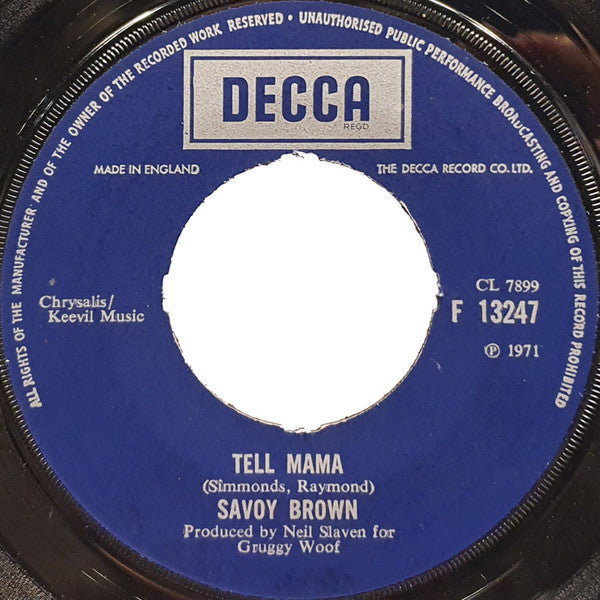 ALL RIGHTS OF THE MANUFACTURER AND OF THE OWNER OF THE RECORDED WORK RESERVED • UNAUTHORISED PUBLIC PERFORMANCE BROADCASTING AND COPYING OF THIS RECORD PROHIBITED
DECCA
REGD
MADE IN ENGLAND
THE DECCA RECORD CO. LTD.
Chrysalis/
Keevil Music
CL 7899
F 13247
℗ 1971
TELL MAMA
(Simmonds, Raymond)
SAVOY BROWN
Produced by Neil Slaven for
Gruggy Woof